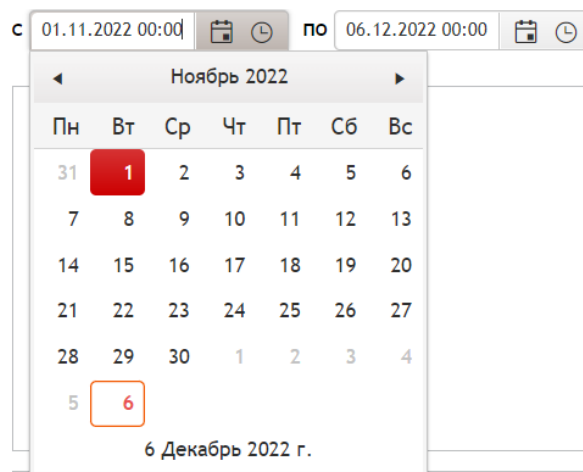 с 01.11.2022 00:00 по 06.12.2022 00:00
Ноябрь 2022
Пн Вт Ср Чт Пт Сб Вс
31 1 2 3 4 5 6
7 8 9 10 11 12 13
14 15 16 17 18 19 20
21 22 23 24 25 26 27
28 29 30 1 2 3 4
5 6
6 Декабрь 2022 г.